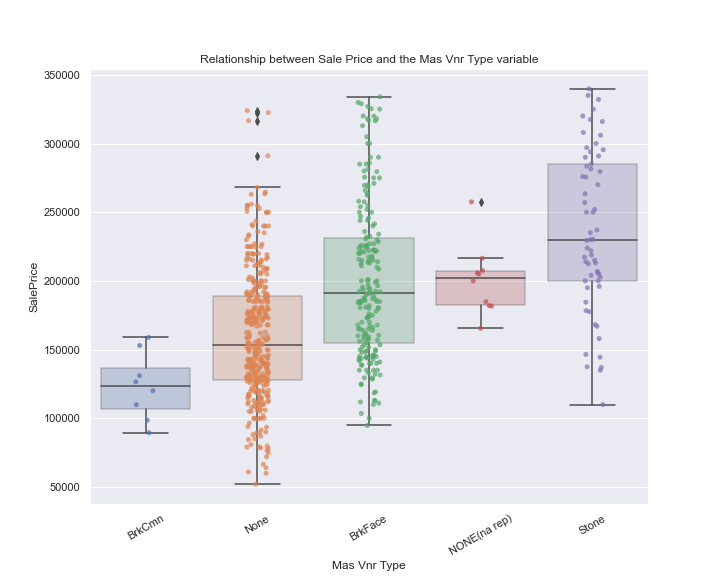 Relationship between Sale Price and the Mas Vnr Type variable
350000
300000
250000
200000
150000
100000
50000
SalePrice
BrkCmn
None
BrkFace
NONE(na rep)
Stone
Mas Vnr Type